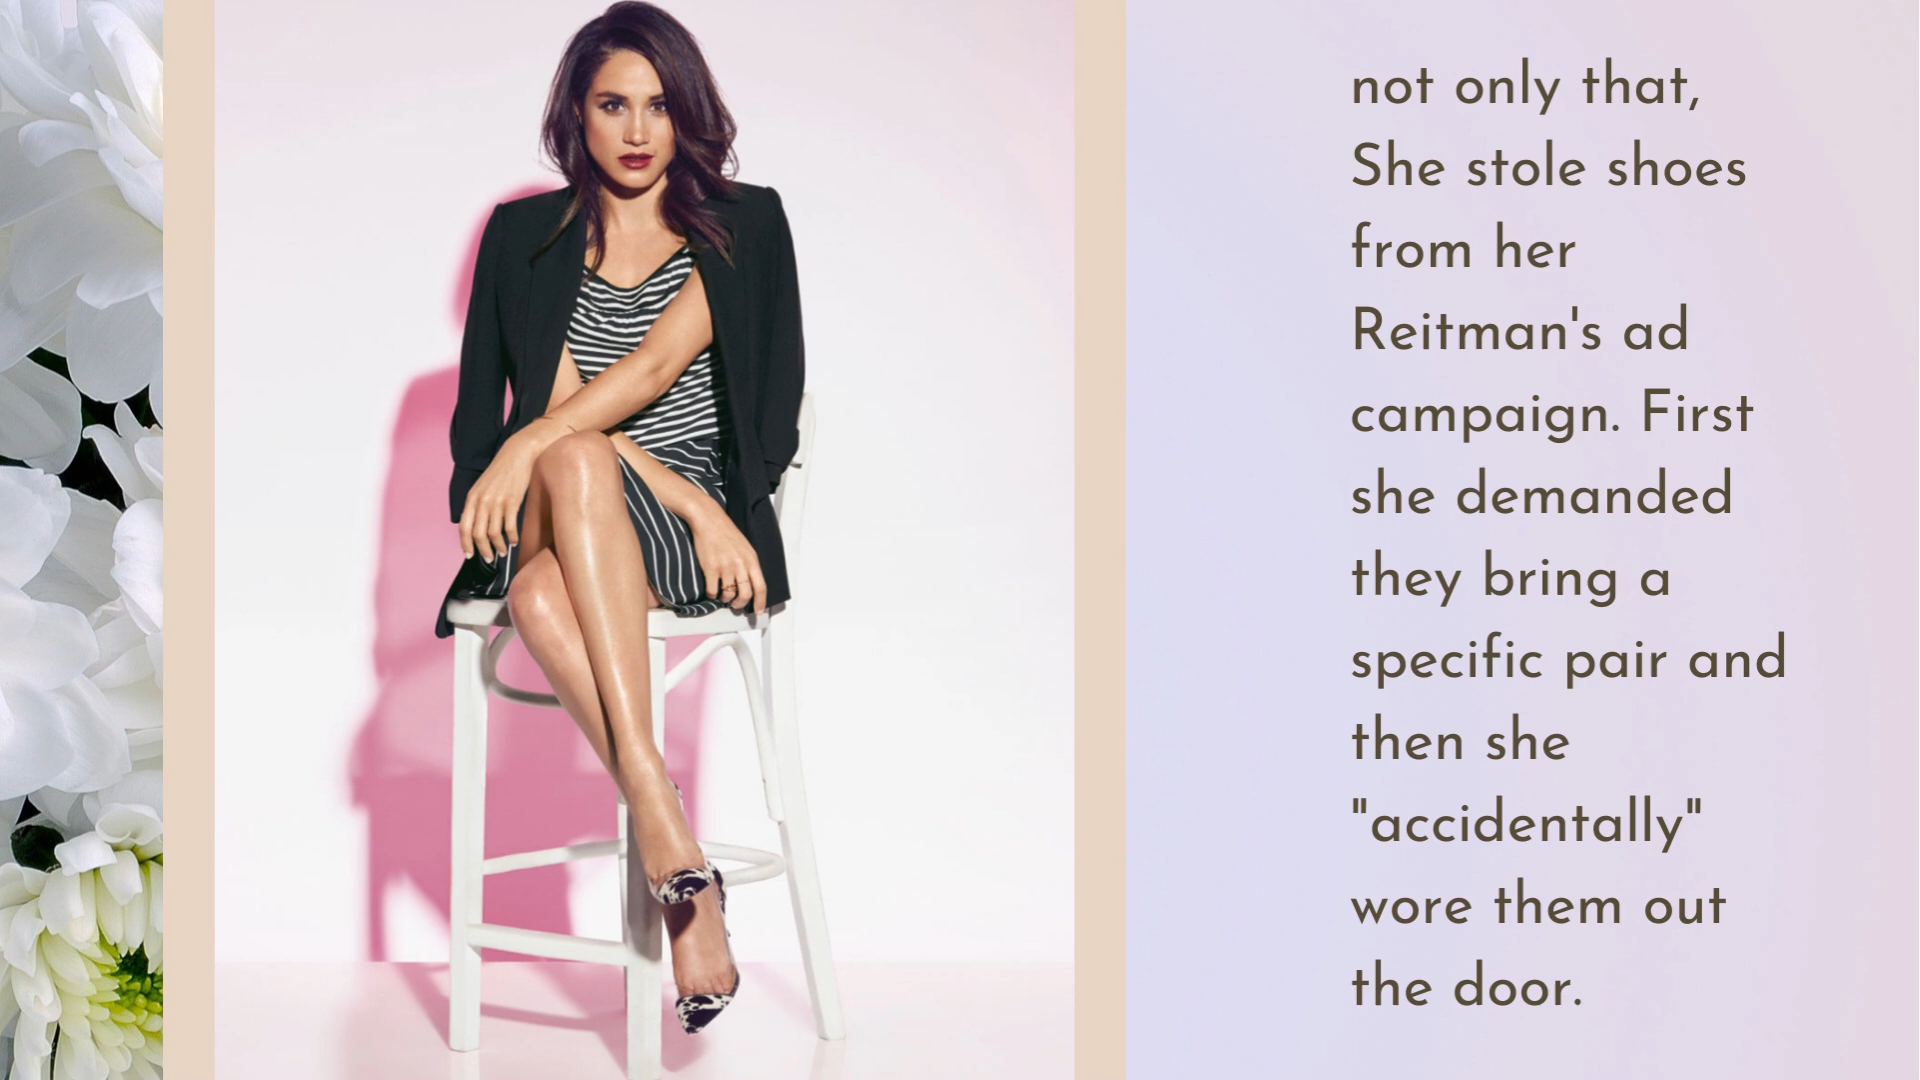 not only that,
She stole shoes
from her
Reitman's ad
campaign. First
she demanded
they bring a
specific pair and
then she
"accidentally"
wore them out
the door.